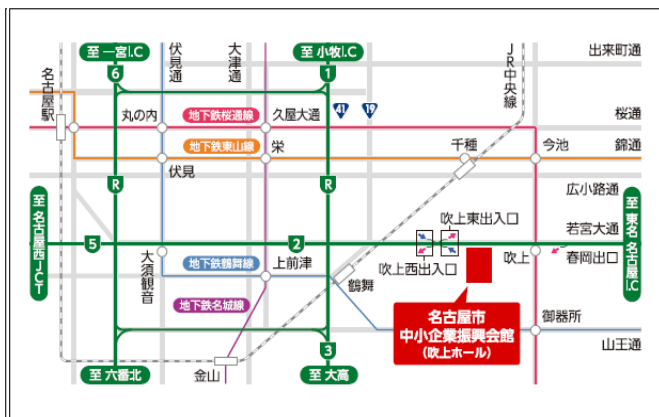 至 一宮I.C
伏見通
大津通
至 小牧I.C
JR中央線
出来町通
名古屋駅
6
1
丸の内
地下鉄桜通線
久屋大通
41
19
桜通
地下鉄東山線
栄
千種
今池
錦通
伏見
R
R
広小路通
至 名古屋西JCT
吹上東出入口
若宮大通
至 東名 名古屋I.C
5
2
大須観音
地下鉄鶴舞線
上前津
吹上西出入口
吹上
春岡出口
鶴舞
地下鉄名城線
名古屋市
中小企業振興会館
(吹上ホール)
御器所
山王通
3
至 六番北
金山
至 大高